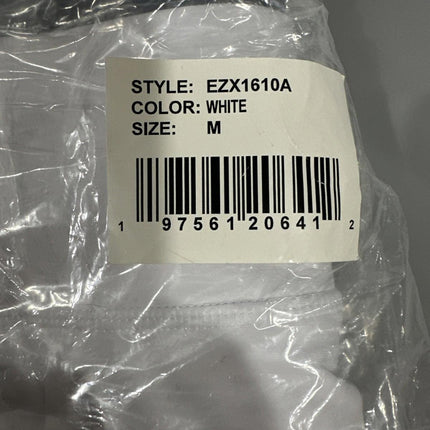 STYLE: EZX1610A
COLOR: WHITE
SIZE: M
1 97561 20641 2